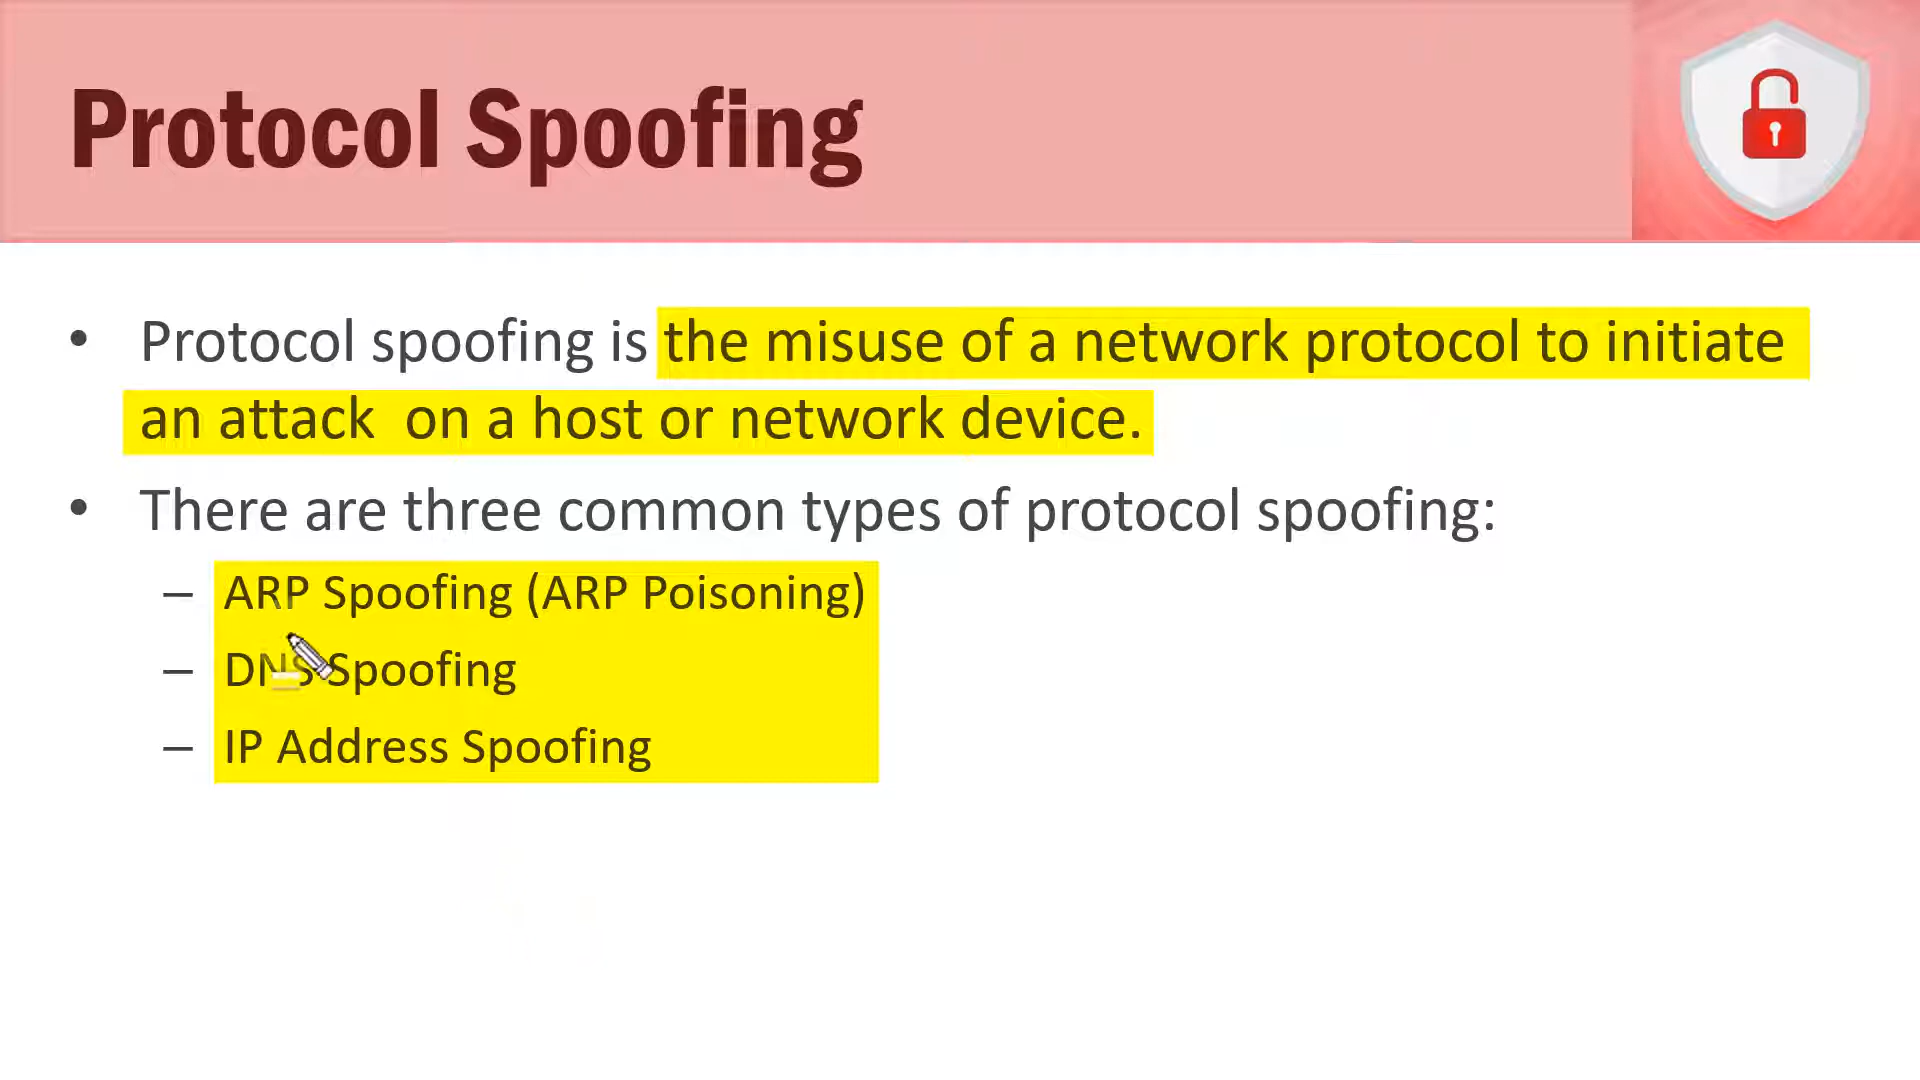 Protocol Spoofing
• Protocol spoofing is the misuse of a network protocol to initiate
an attack  on a host or network device.
• There are three common types of protocol spoofing:
– ARP Spoofing (ARP Poisoning)
– DNS Spoofing
– IP Address Spoofing